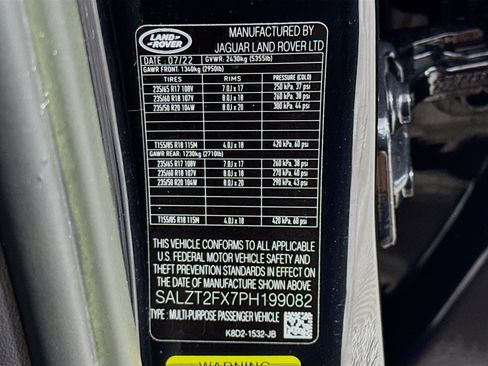 LAND ROVER
MANUFACTURED BY
JAGUAR LAND ROVER LTD
DATE: 07/22 GVWR: 2430kg (5355lb)
GAWR FRONT: 1340kg (2950lb)
TIRES RIMS PRESSURE (COLD)
235/65 R17 108V 7.0J x 17 250 kPa, 37 psi
235/60 R18 107V 8.0J x 18 260 kPa, 38 psi
235/50 R20 104W 8.0J x 20 300 kPa, 44 psi
T155/85 R18 115M 4.0J x 18 420 kPa, 60 psi
GAWR REAR: 1230kg (2710lb)
235/65 R17 108V 7.0J x 17 260 kPa, 38 psi
235/60 R18 107V 8.0J x 18 270 kPa, 40 psi
235/50 R20 104W 8.0J x 20 290 kPa, 43 psi
T155/85 R18 115M 4.0J x 18 420 kPa, 60 psi
THIS VEHICLE CONFORMS TO ALL APPLICABLE
U.S. FEDERAL MOTOR VEHICLE SAFETY AND
THEFT PREVENTION STANDARDS IN EFFECT ON
THE DATE OF MANUFACTURE SHOWN ABOVE
SALZT2FX7PH199082
TYPE : MULTI-PURPOSE PASSENGER VEHICLE
K8D2-1532-JB
WARNING